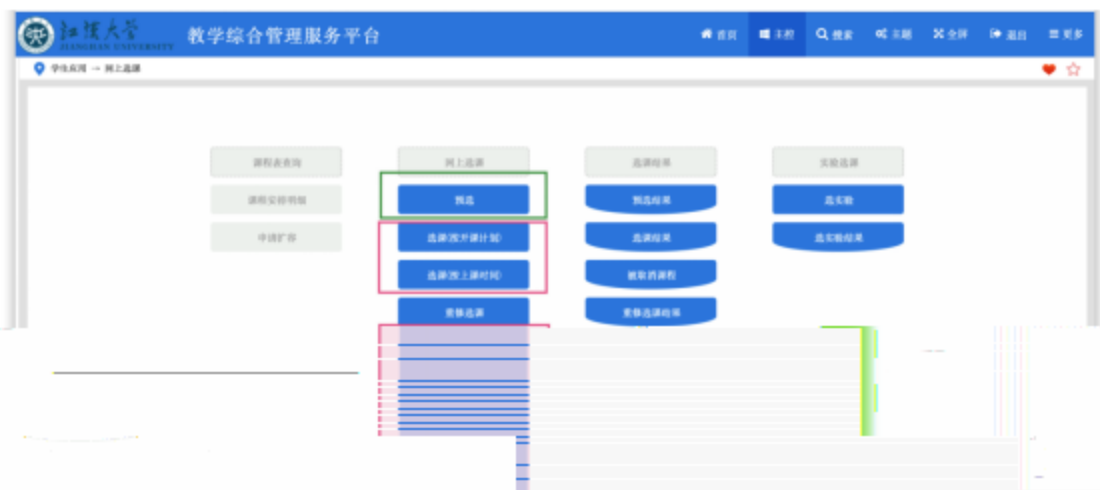 江汉大学 教学综合管理服务平台 首页 主控 搜索 主题 全屏 退出 更多
JIANGHAN UNIVERSITY
学生应用 → 网上选课
课程表查询 网上选课 选课结果 实验选课
课程安排明细 预选 预选结果 选实验
申请扩容 选课(按开课计划) 选课结果 选实验结果
选课(按上课时间) 被取消课程
重修选课 重修选课结果